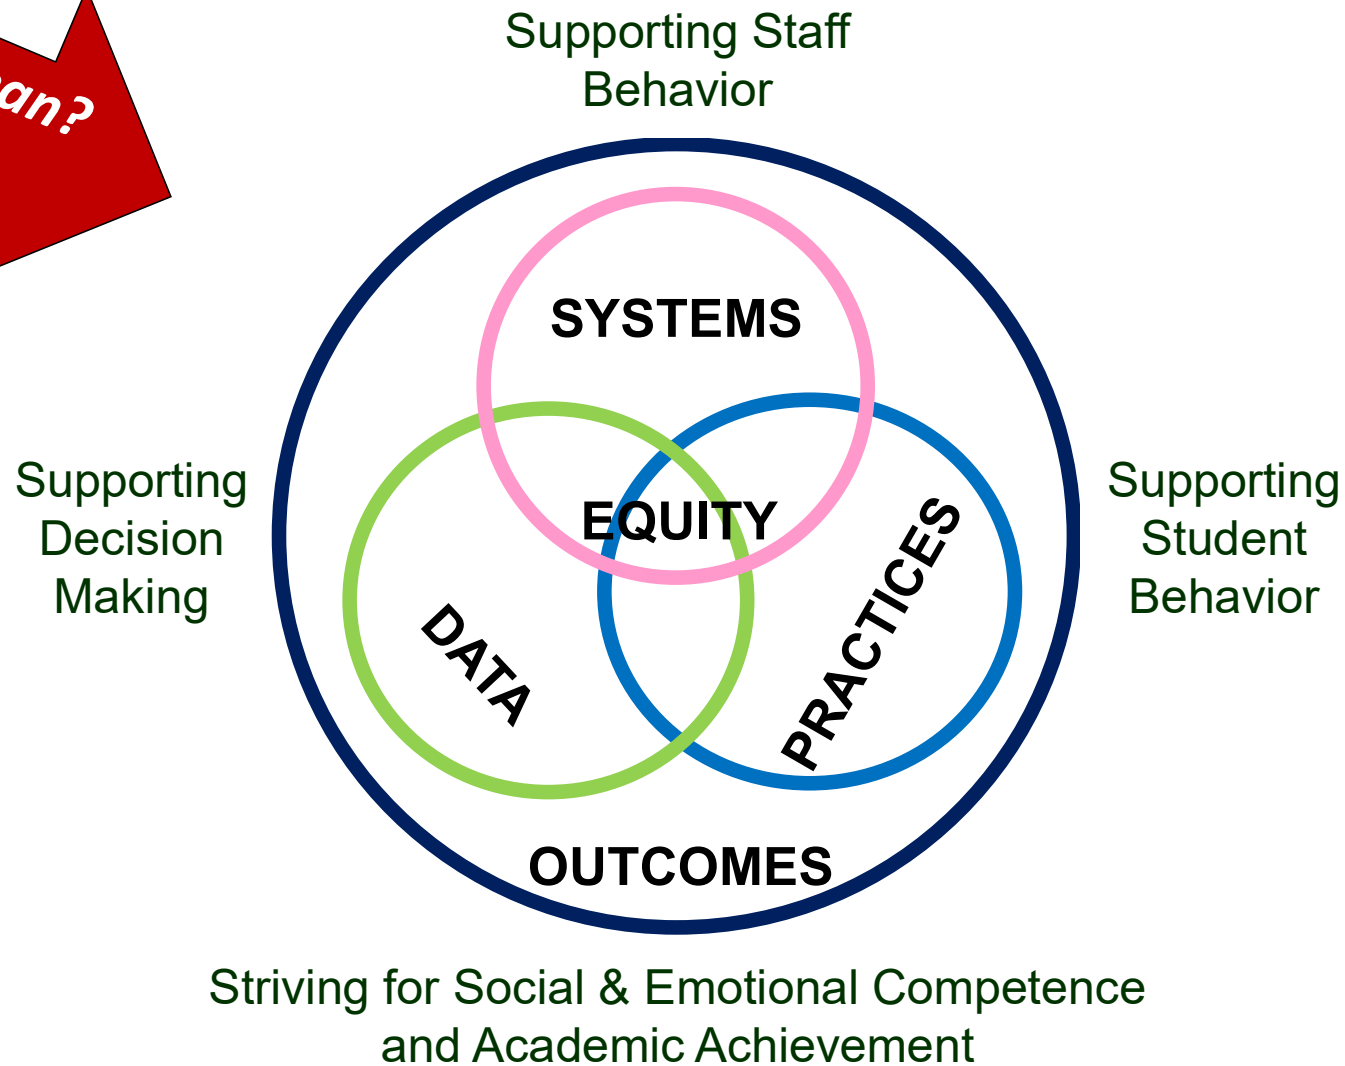 Supporting Staff
Behavior
SYSTEMS
EQUITY
Supporting
Decision
Making
DATA
PRACTICES
Supporting
Student
Behavior
OUTCOMES
Striving for Social & Emotional Competence
and Academic Achievement